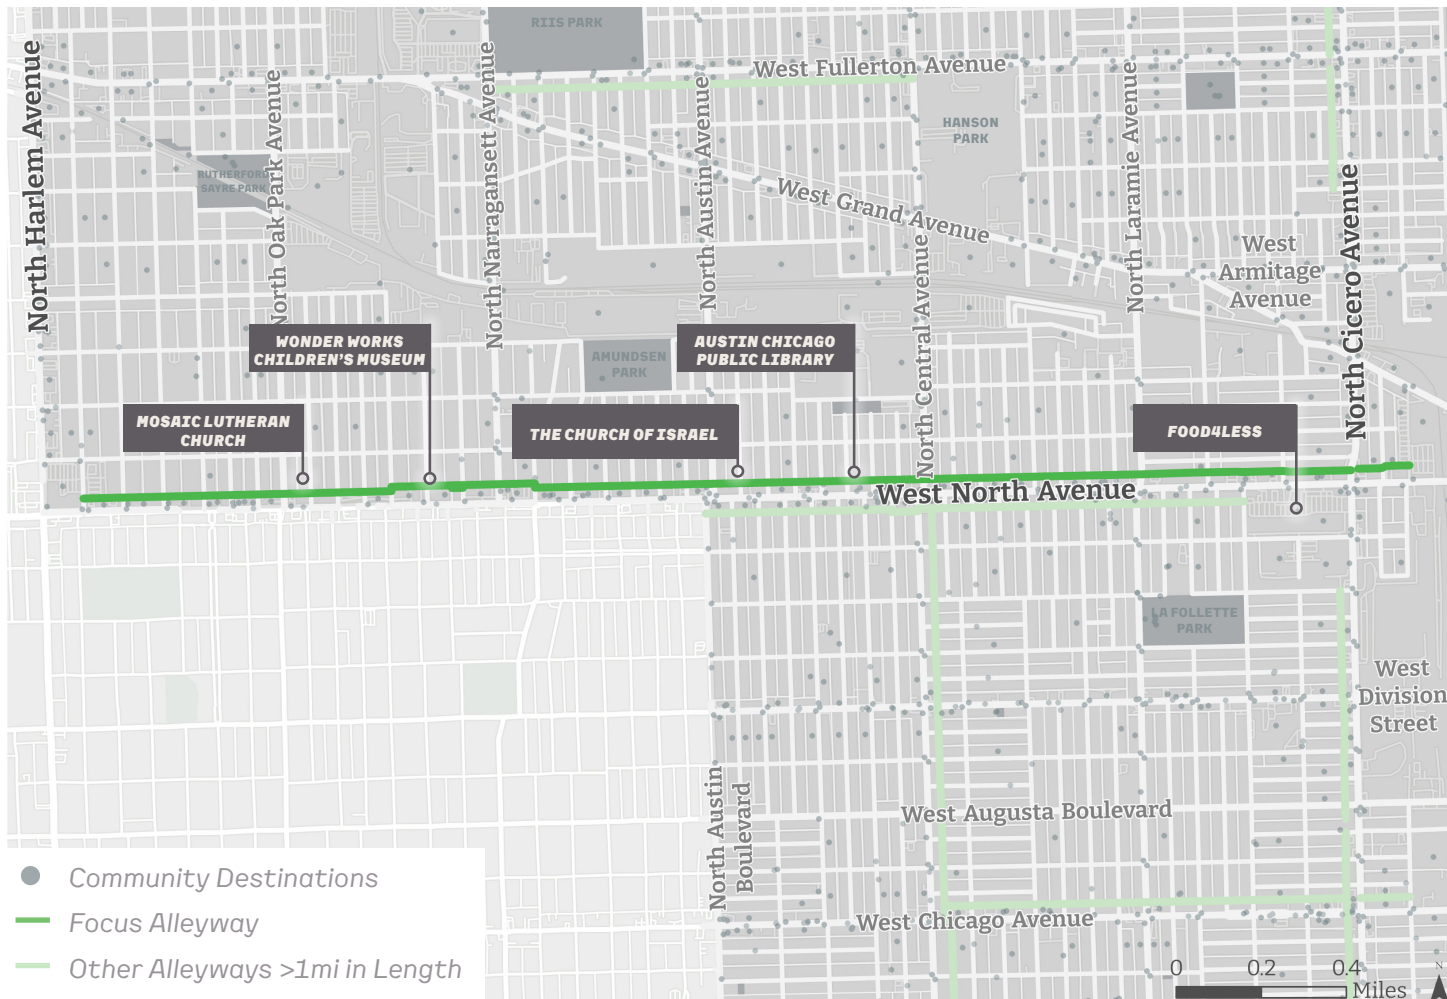 RIIS PARK
West Fullerton Avenue
North Harlem Avenue
North Oak Park Avenue
North Narragansett Avenue
North Austin Avenue
HANSON
PARK
North Laramie Avenue
RUTHERFORD
SAYRE PARK
West Grand Avenue
North Cicero Avenue
West
Armitage
Avenue
North Central Avenue
WONDER WORKS
CHILDREN'S MUSEUM
AMUNDSEN
PARK
AUSTIN CHICAGO
PUBLIC LIBRARY
MOSAIC LUTHERAN
CHURCH
THE CHURCH OF ISRAEL
FOOD4LESS
West North Avenue
LA FOLLETTE
PARK
West
Division
Street
North Austin
Boulevard
West Augusta Boulevard
West Chicago Avenue
Community Destinations
Focus Alleyway
Other Alleyways >1mi in Length
0 0.2 0.4
Miles
N